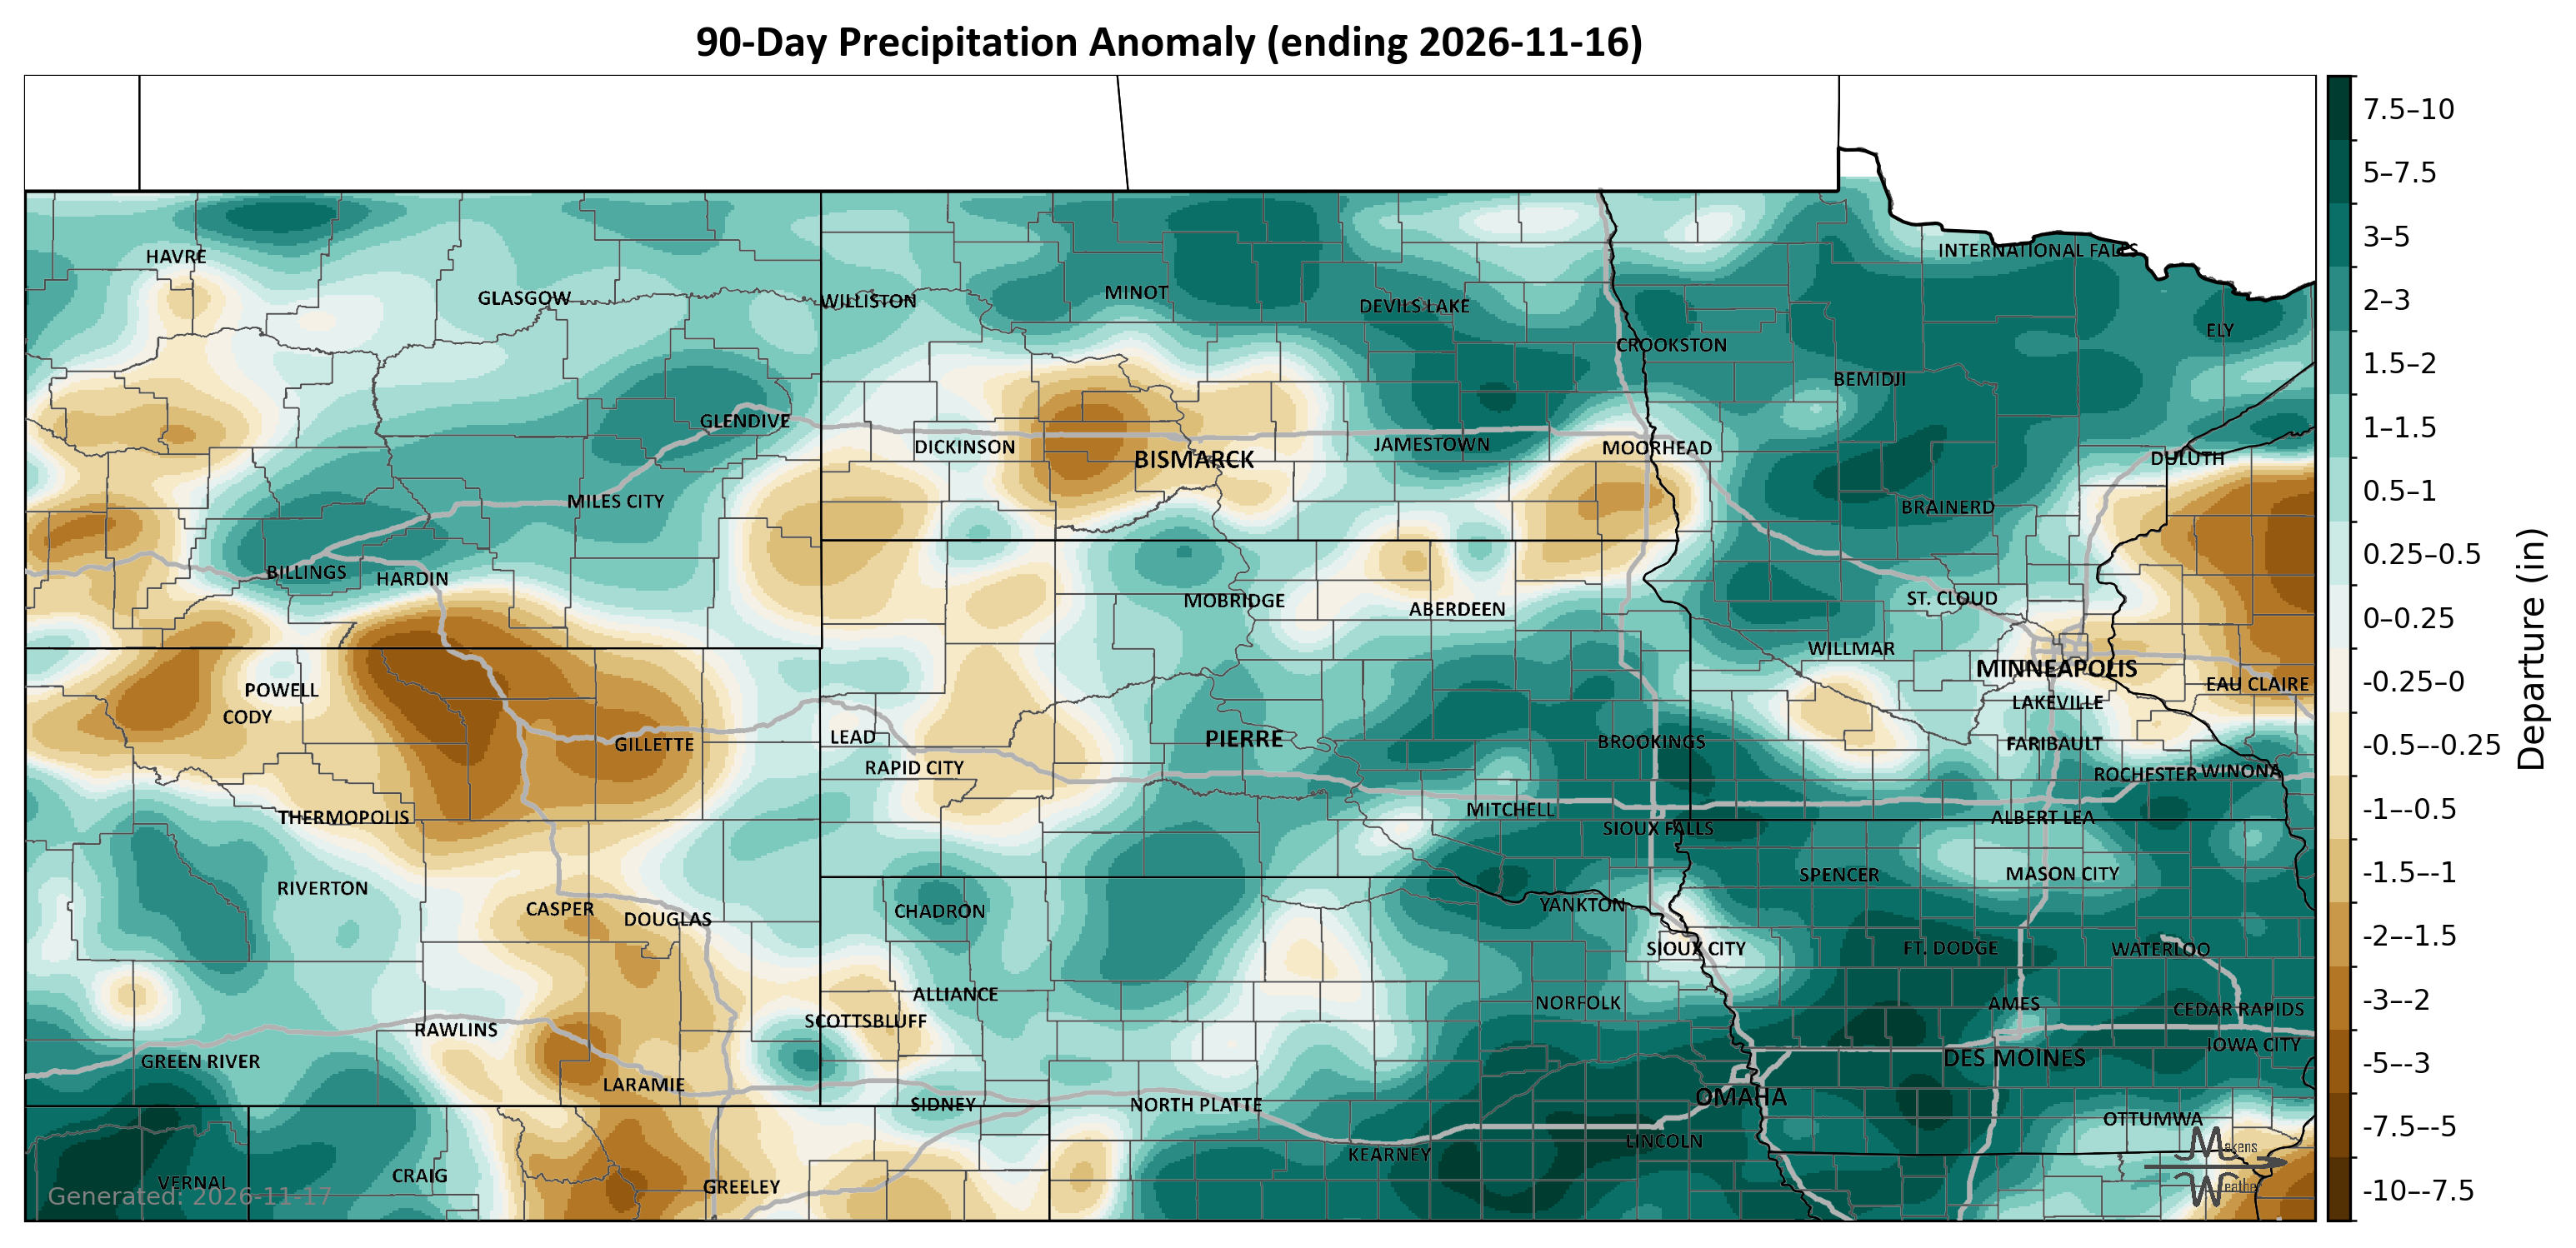 90-Day Precipitation Anomaly (ending 2026-11-16)
HAVRE
GLASGOW
WILLISTON
MINOT
DEVILS LAKE
CROOKSTON
INTERNATIONAL FALLS
ELY
BEMIDJI
GLENDIVE
DICKINSON
BISMARCK
JAMESTOWN
MOORHEAD
DULUTH
MILES CITY
BRAINERD
BILLINGS
HARDIN
MOBRIDGE
ABERDEEN
ST. CLOUD
WILLMAR
MINNEAPOLIS
EAU CLAIRE
POWELL
CODY
LAKEVILLE
GILLETTE
LEAD
PIERRE
BROOKINGS
FARIBAULT
RAPID CITY
ROCHESTER
WINONA
THERMOPOLIS
MITCHELL
SIOUX FALLS
ALBERT LEA
RIVERTON
SPENCER
MASON CITY
CASPER
DOUGLAS
CHADRON
YANKTON
SIOUX CITY
FT. DODGE
WATERLOO
ALLIANCE
NORFOLK
AMES
CEDAR RAPIDS
SCOTTSBLUFF
RAWLINS
GREEN RIVER
DES MOINES
IOWA CITY
LARAMIE
SIDNEY
NORTH PLATTE
OMAHA
OTTUMWA
LINCOLN
KEARNEY
VERNAL
CRAIG
GREELEY
Generated: 2026-11-17
7.5–10
5–7.5
3–5
2–3
1.5–2
1–1.5
0.5–1
0.25–0.5
0–0.25
-0.25–0
-0.5–-0.25
-1–-0.5
-1.5–-1
-2–-1.5
-3–-2
-5–-3
-7.5–-5
-10–-7.5
Departure (in)